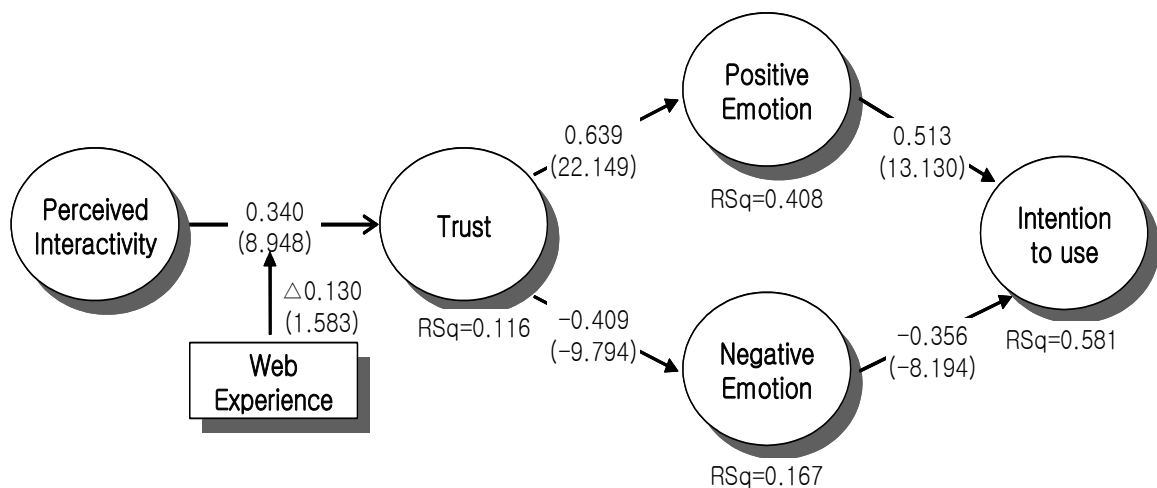 Perceived
Interactivity
0.340
(8.948)
△0.130
(1.583)
Web
Experience
Trust
RSq=0.116
0.639
(22.149)
-0.409
(-9.794)
Positive
Emotion
RSq=0.408
Negative
Emotion
RSq=0.167
0.513
(13.130)
-0.356
(-8.194)
Intention
to use
RSq=0.581